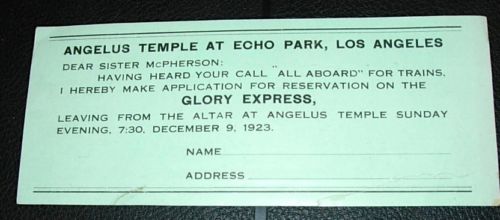 ANGELUS TEMPLE AT ECHO PARK, LOS ANGELES
DEAR SISTER McPHERSON:
HAVING HEARD YOUR CALL "ALL ABOARD" FOR TRAINS,
I HEREBY MAKE APPLICATION FOR RESERVATION ON THE
GLORY EXPRESS,
LEAVING FROM THE ALTAR AT ANGELUS TEMPLE SUNDAY
EVENING, 7:30, DECEMBER 9, 1923.
NAME
ADDRESS